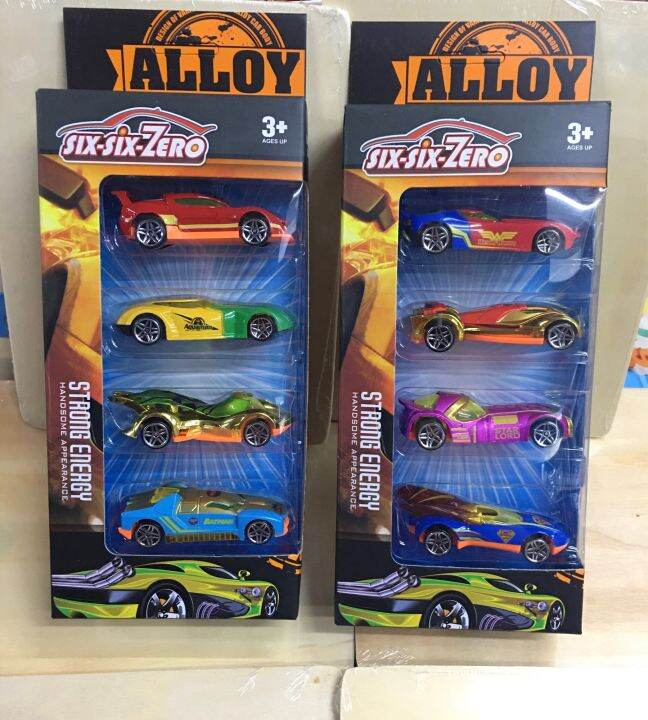 ALLOY
SIX-SIX-ZERO
3+
AGES UP
AQUAMAN
BATMAN
STRONG ENERGY
HANDSOME APPEARANCE
ALLOY
SIX-SIX-ZERO
3+
AGES UP
STAR
LORD
STRONG ENERGY
HANDSOME APPEARANCE